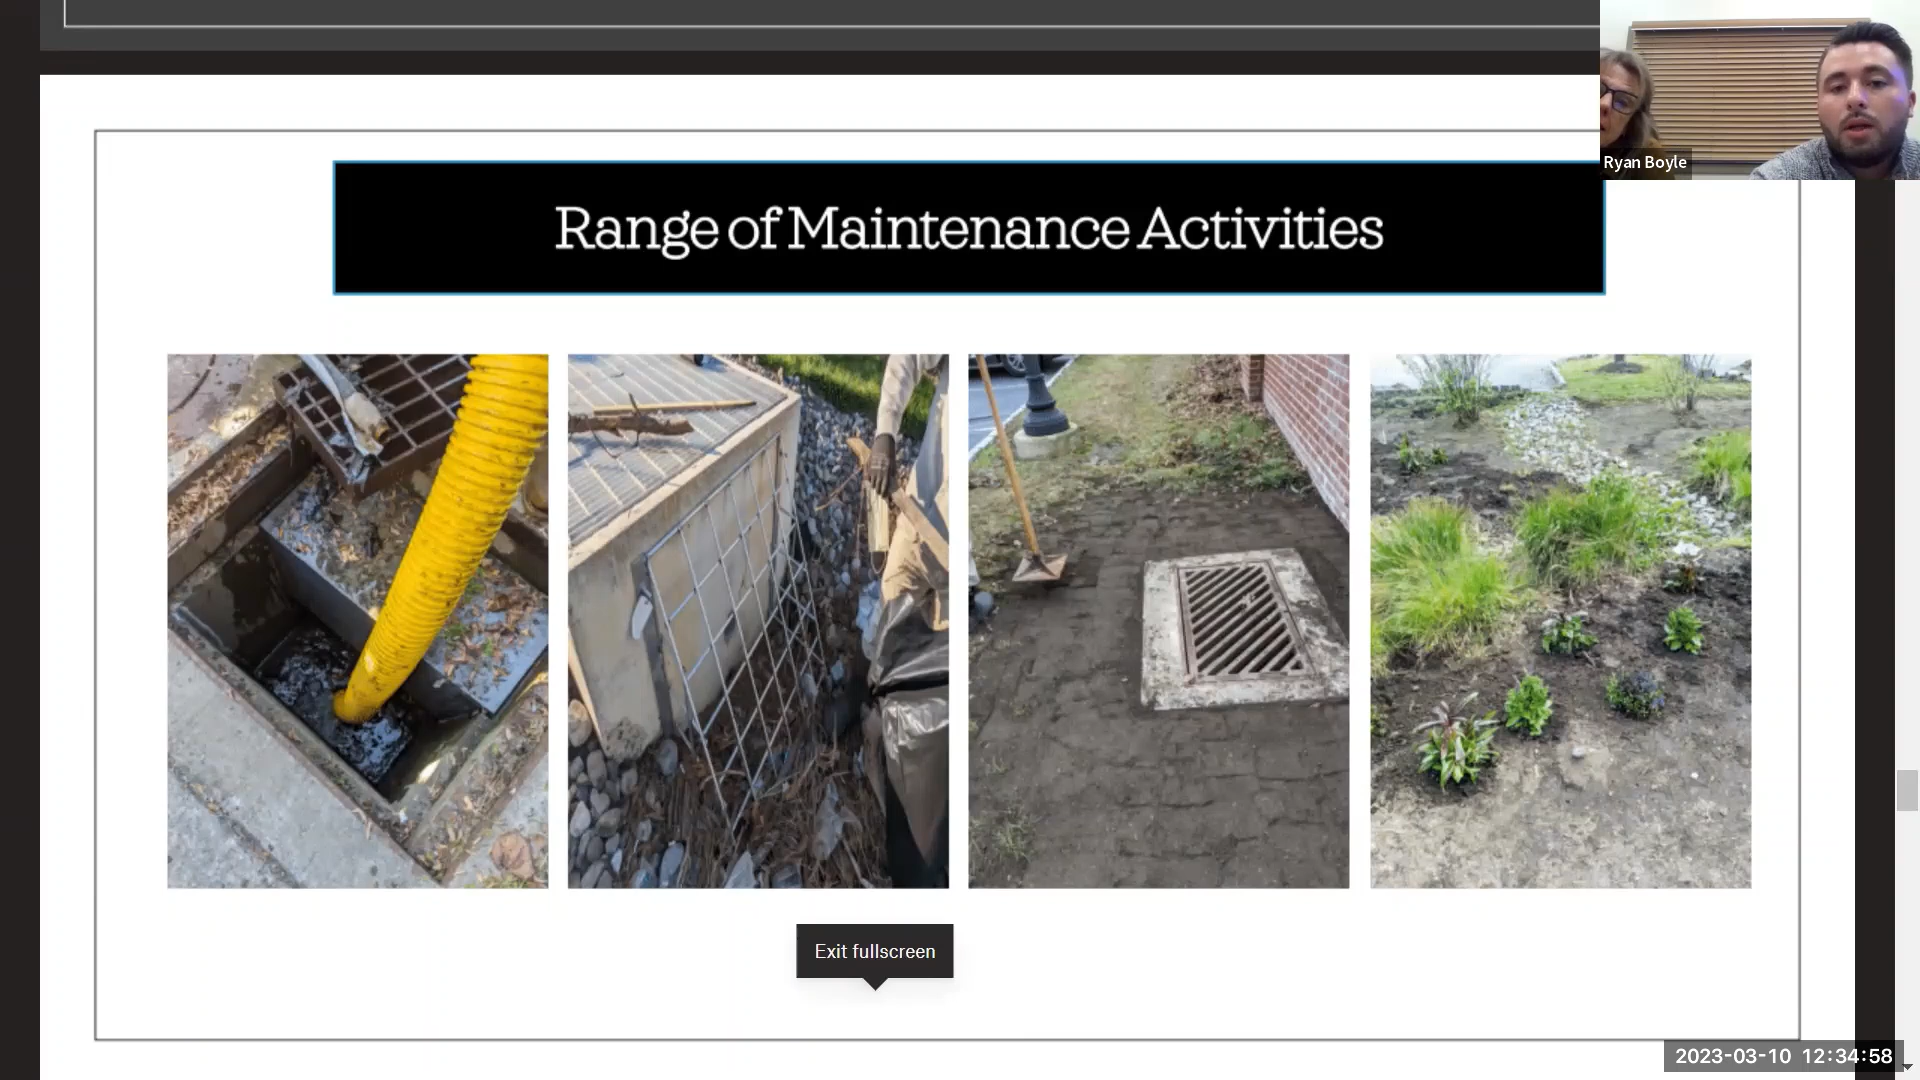 Ryan Boyle
Range of Maintenance Activities
Exit fullscreen
2023-03-10 12:34:58